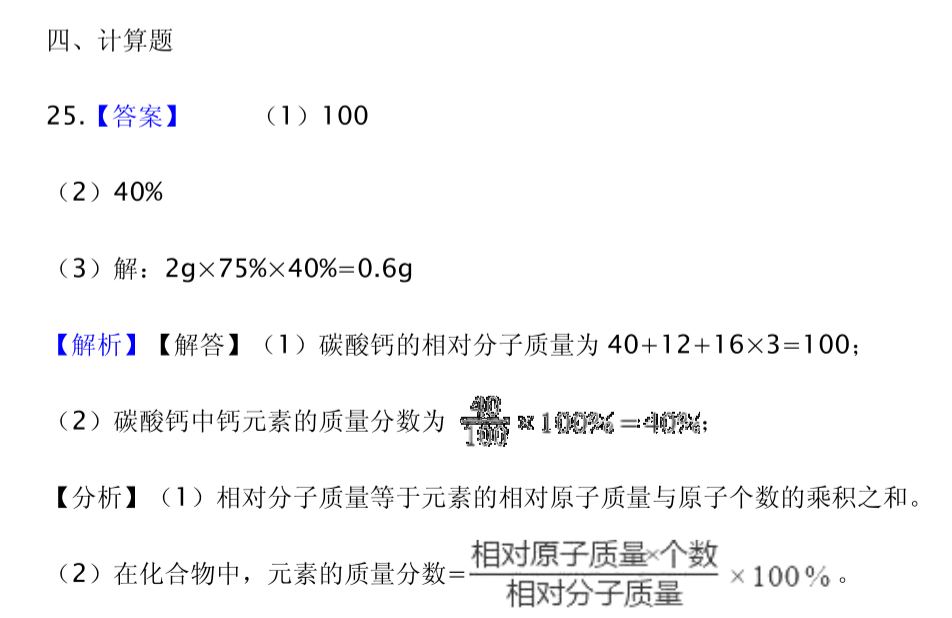 四、计算题
25.【答案】 （1）100
（2）40%
（3）解：2g×75%×40%=0.6g
【解析】【解答】（1）碳酸钙的相对分子质量为 40+12+16×3=100；
（2）碳酸钙中钙元素的质量分数为 40/100 × 100% = 40%；
【分析】（1）相对分子质量等于元素的相对原子质量与原子个数的乘积之和。
（2）在化合物中，元素的质量分数=相对原子质量×个数/相对分子质量 ×100%。